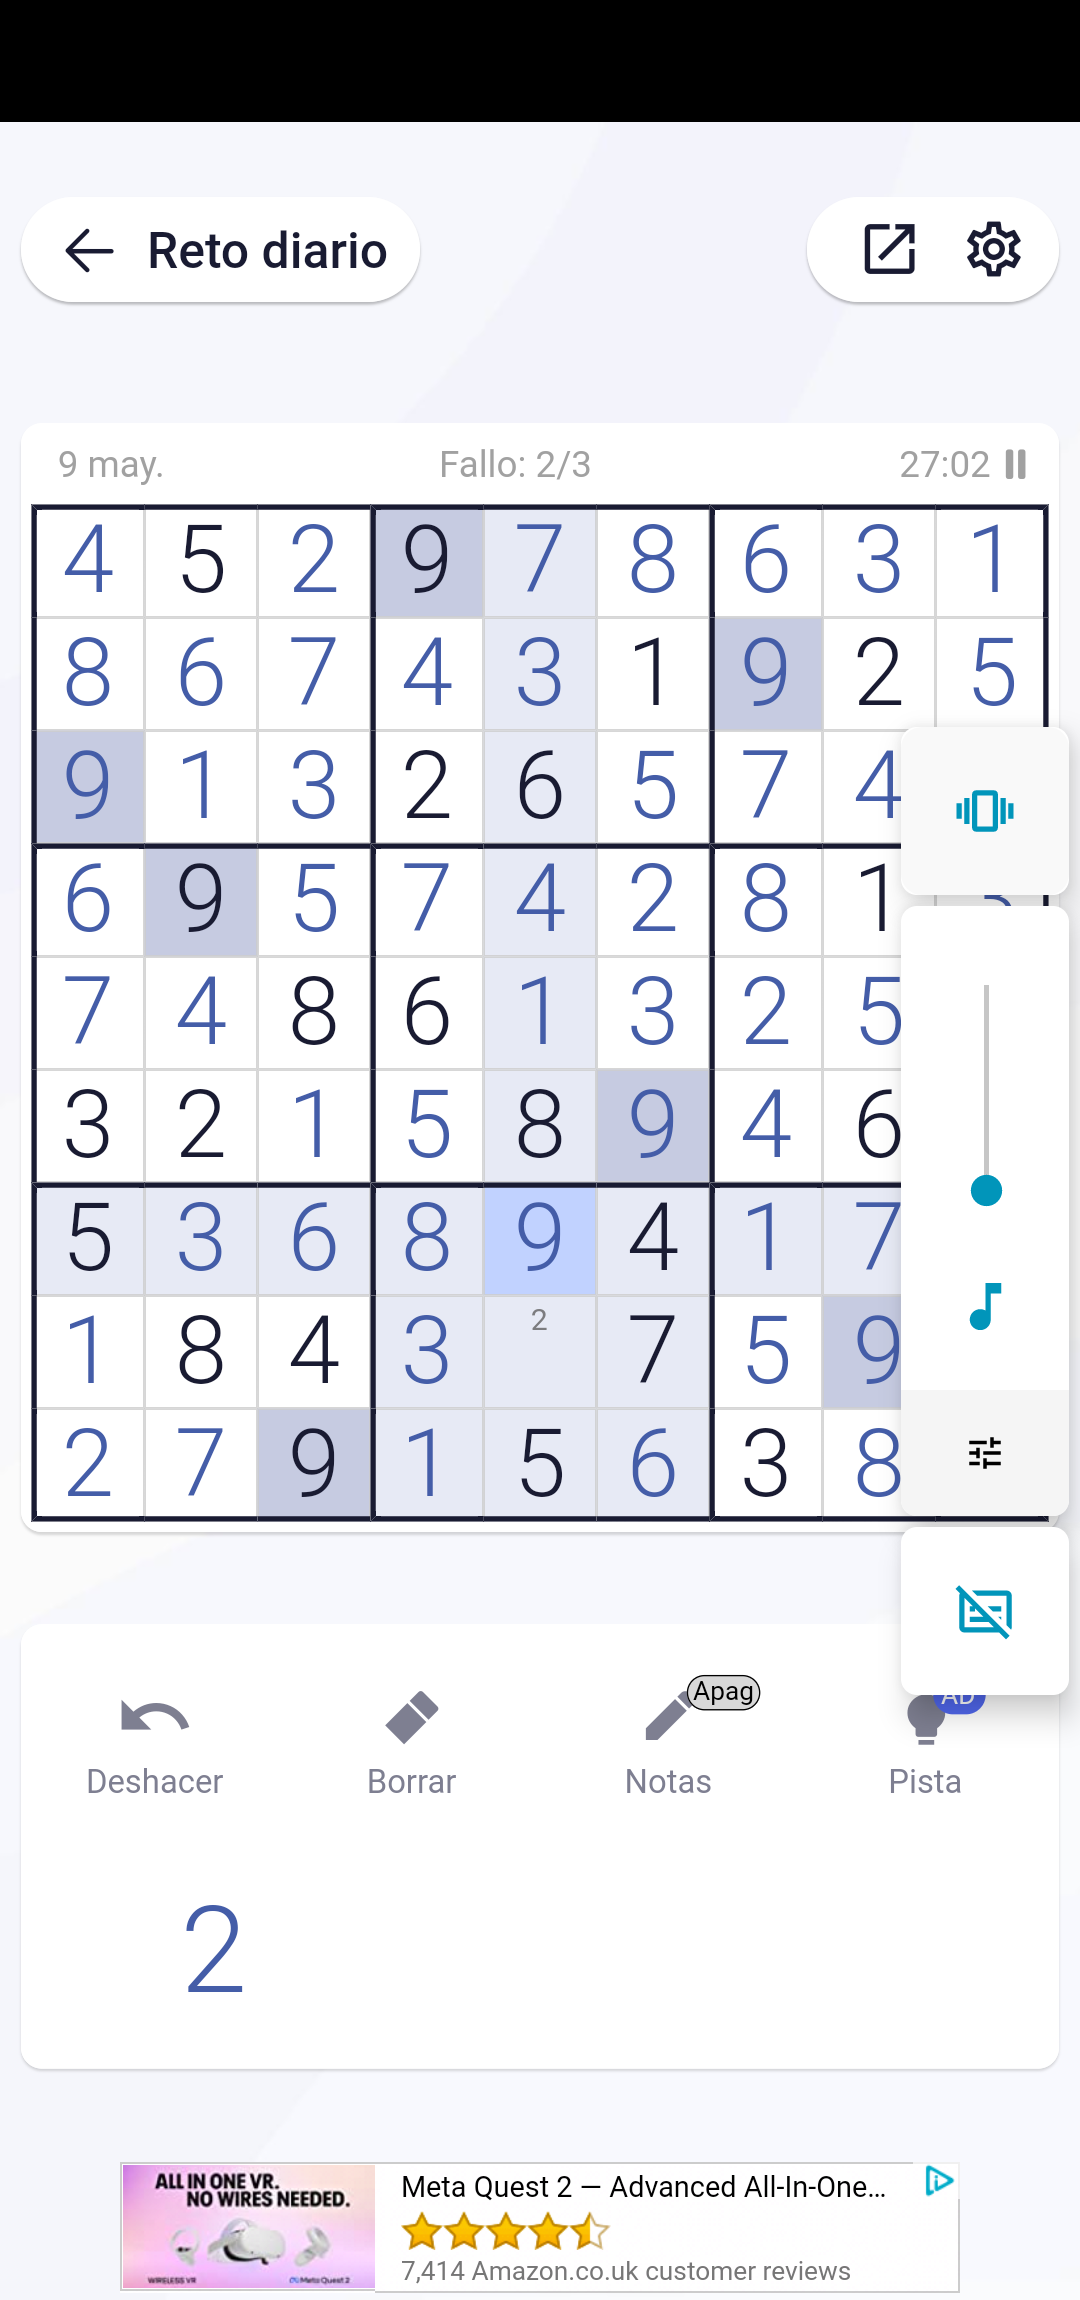 Reto diario
9 may. Fallo: 2/3 27:02
4 5 2 9 7 8 6 3 1
8 6 7 4 3 1 9 2 5
9 1 3 2 6 5 7 4
6 9 5 7 4 2 8 1
7 4 8 6 1 3 2 5
3 2 1 5 8 9 4 6
5 3 6 8 9 4 1 7
1 8 4 3 2 7 5 9
2 7 9 1 5 6 3 8
Apag
AD
Deshacer Borrar Notas Pista
2
ALL IN ONE VR.
NO WIRES NEEDED.
WIRELESS VR Meta Quest 2
Meta Quest 2 — Advanced All-In-One...
7,414 Amazon.co.uk customer reviews